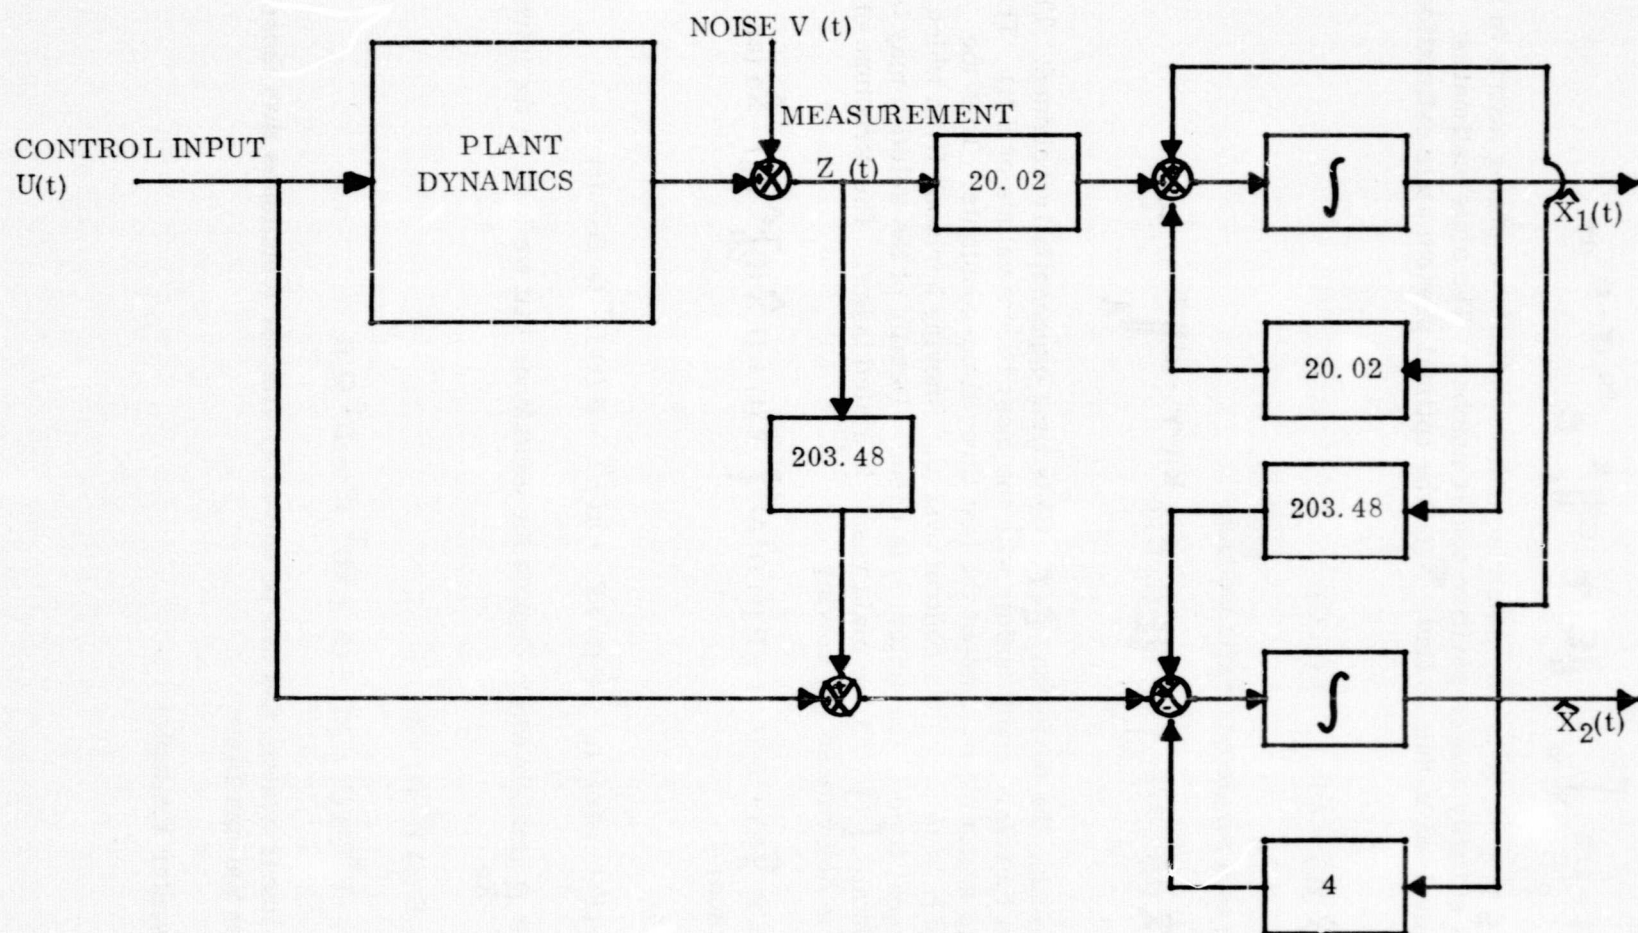 NOISE V (t)
MEASUREMENT
CONTROL INPUT
U(t)
PLANT
DYNAMICS
Z (t)
20.02
∫
X̂1(t)
20.02
203.48
203.48
∫
X̂2(t)
4